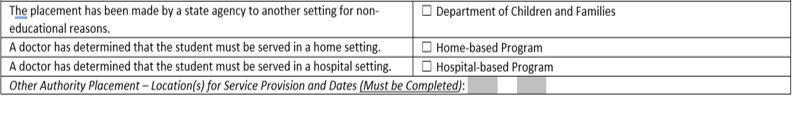 The placement has been made by a state agency to another setting for non- ☐ Department of Children and Families
educational reasons.
A doctor has determined that the student must be served in a home setting. ☐ Home-based Program
A doctor has determined that the student must be served in a hospital setting. ☐ Hospital-based Program
Other Authority Placement – Location(s) for Service Provision and Dates (Must be Completed):